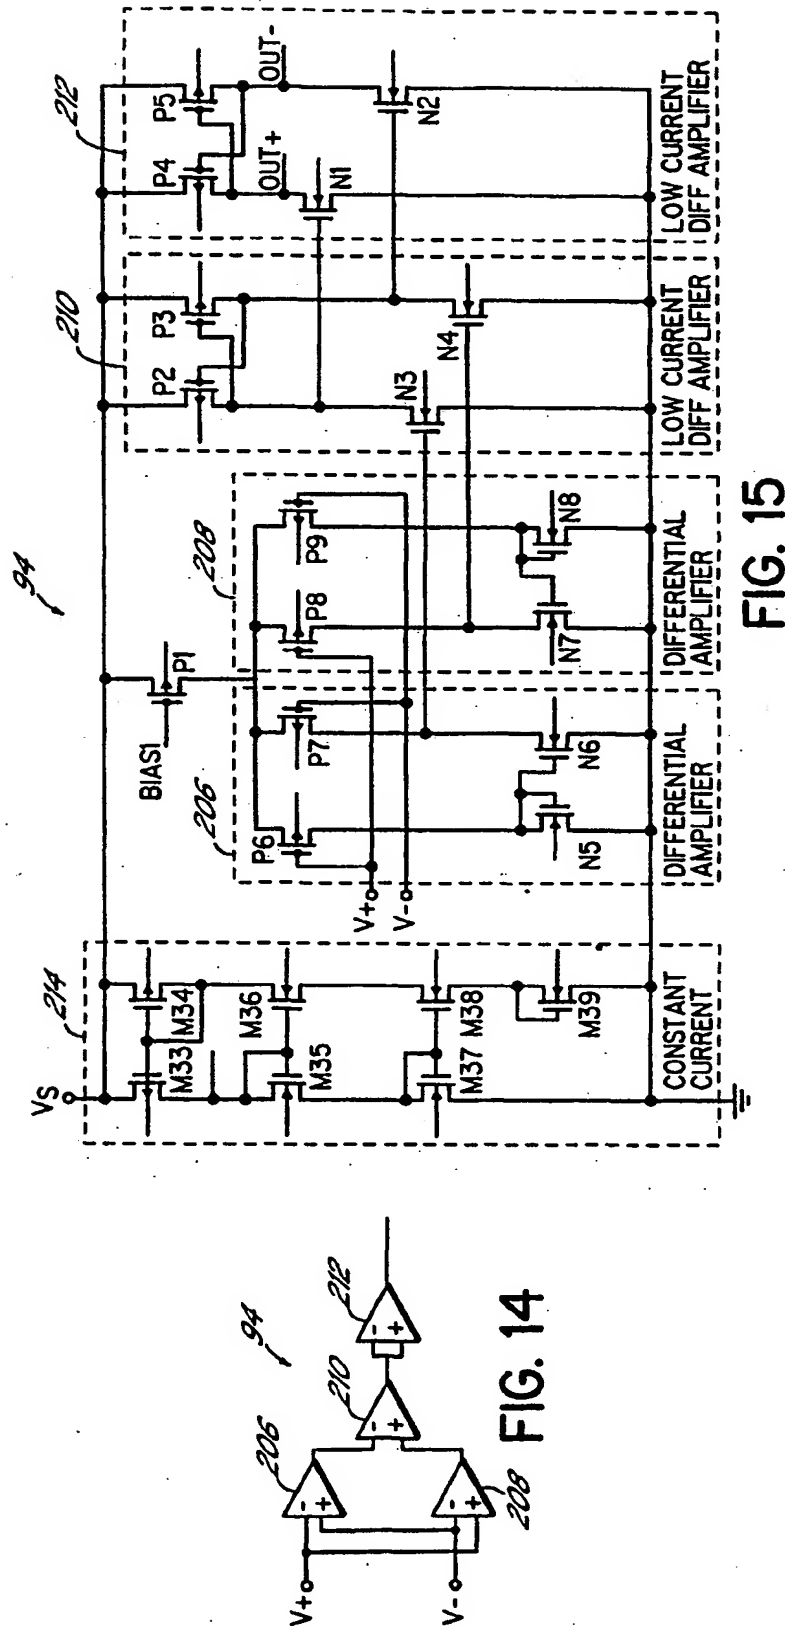 94
206
210
212
V+
V-
- +
- +
- +
- +
208
FIG. 14
94
214
210
212
VS
P1
BIAS1
206
208
M33
M34
P6
P7
P8
P9
P2
P3
P4
P5
M35
M36
V+
V-
OUT+
OUT-
N1
N2
N3
N4
M37
M38
M39
N5
N6
N7
N8
CONSTANT
CURRENT
DIFFERENTIAL
AMPLIFIER
DIFFERENTIAL
AMPLIFIER
LOW CURRENT
DIFF AMPLIFIER
LOW CURRENT
DIFF AMPLIFIER
FIG. 15